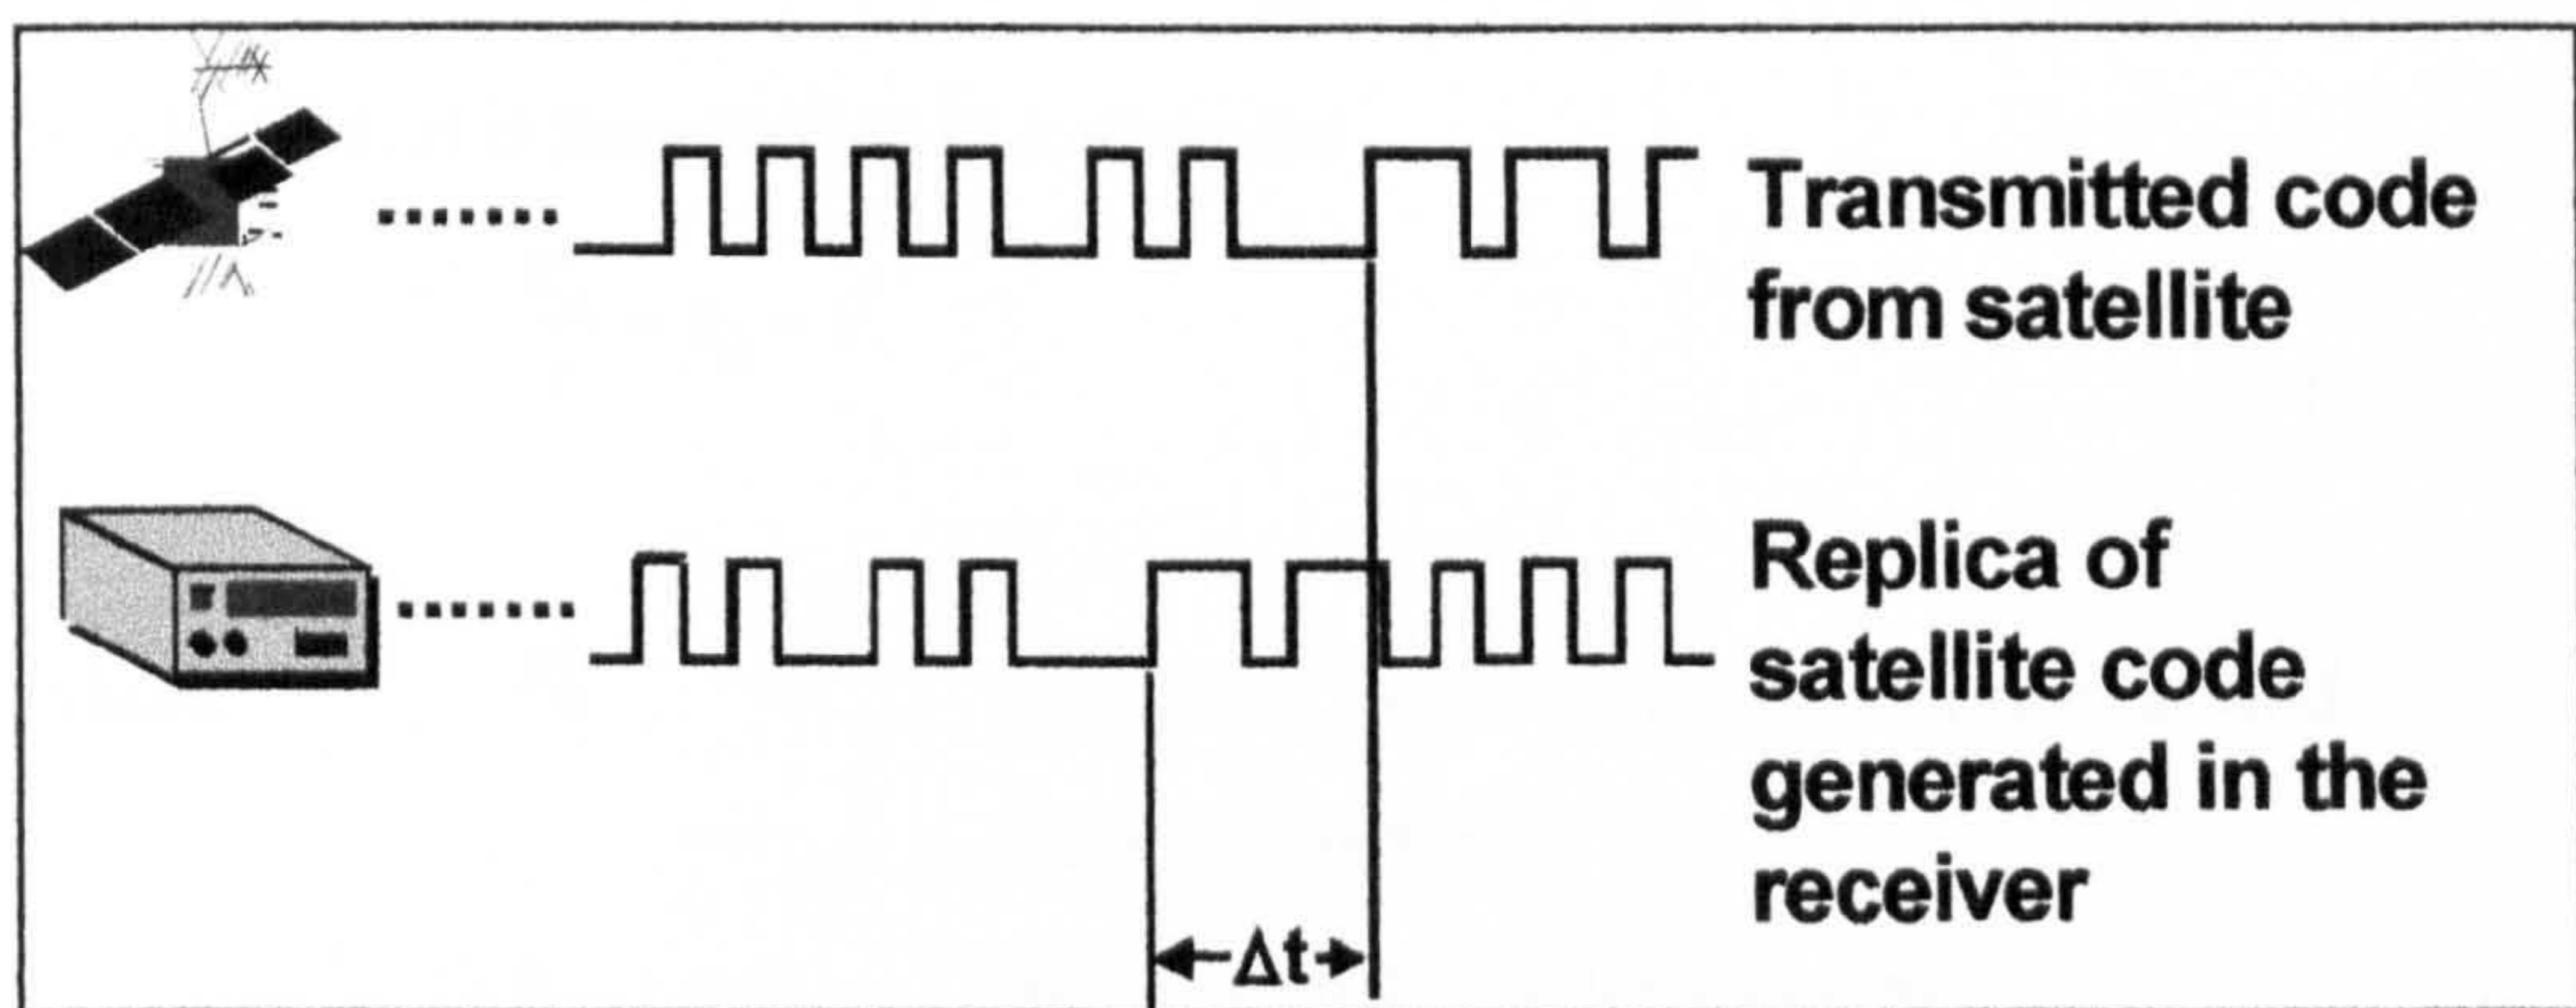 Transmitted code
from satellite
Replica of
satellite code
generated in the
receiver
Δt